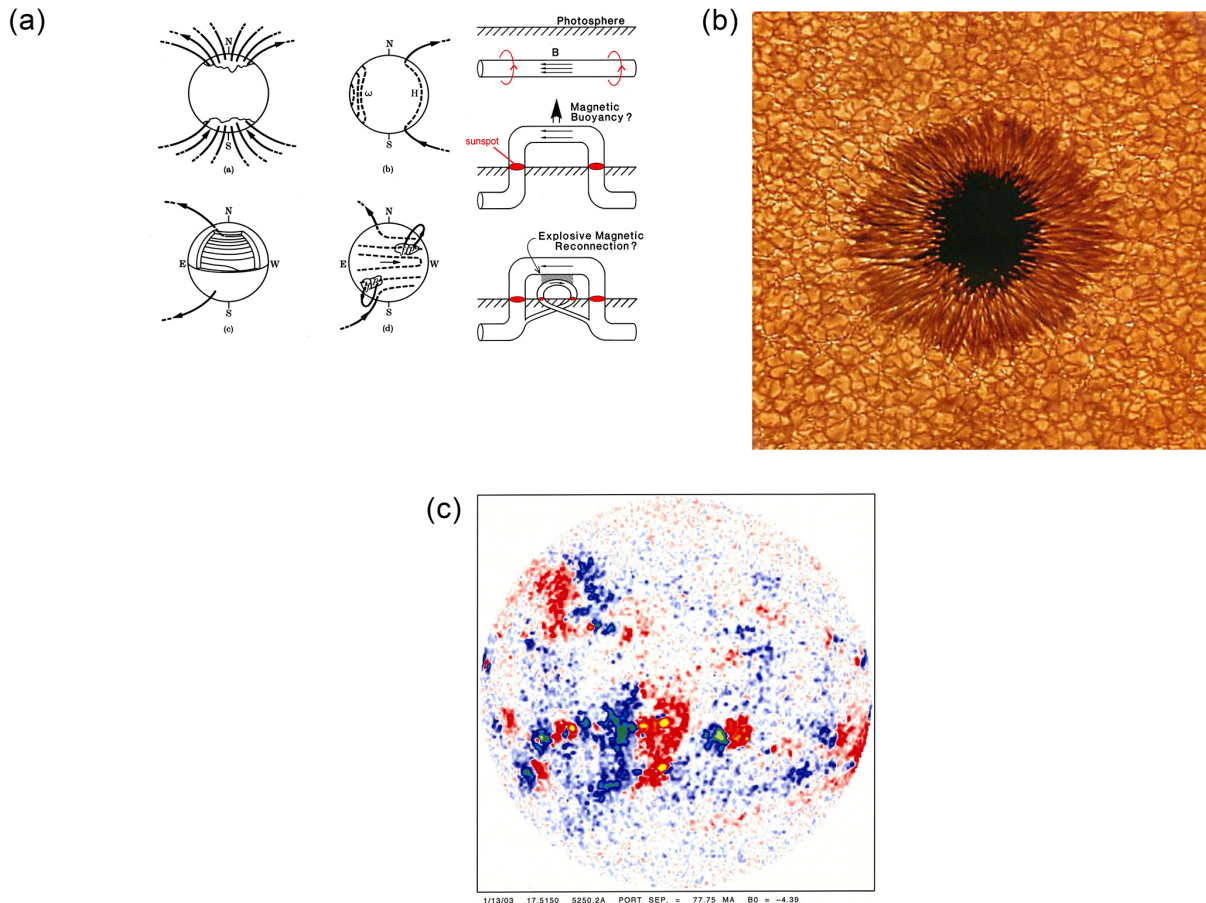 (a)
N
S
(a)
N
ω
H
S
(b)
N
E
W
S
(c)
N
E
W
S
(d)
Photosphere
B
Magnetic
Buoyancy?
sunspot
Explosive Magnetic
Reconnection?
(b)
(c)
1/13/03 17.5150 5250.2A PORT SEP. = 77.75 MA B0 = -4.39